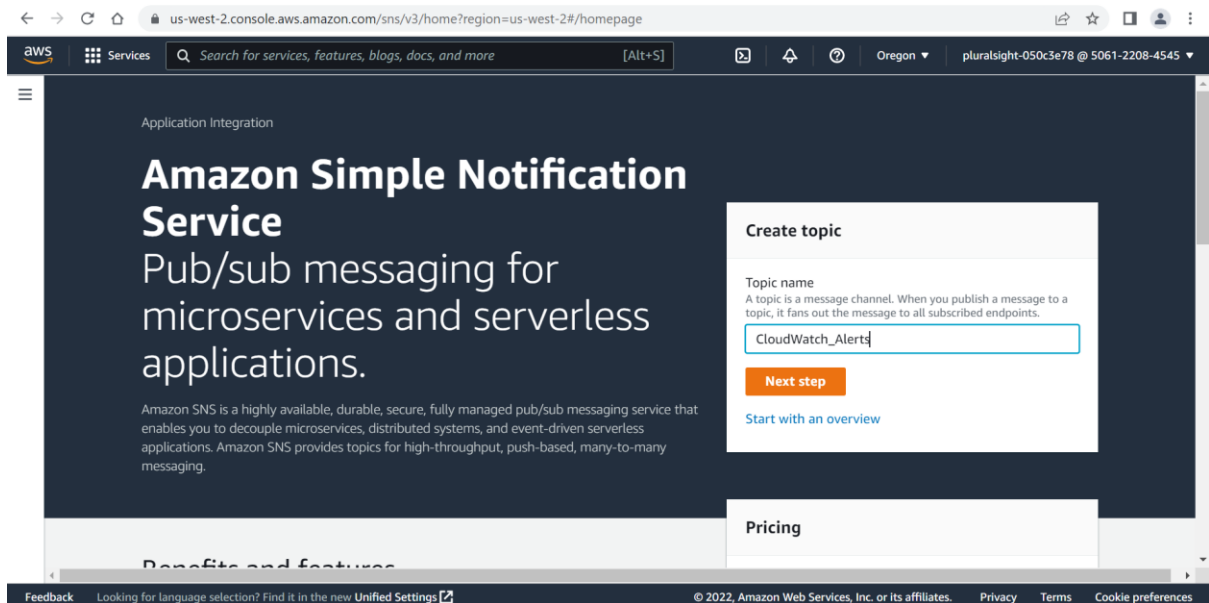 us-west-2.console.aws.amazon.com/sns/v3/home?region=us-west-2#/homepage
aws
Services
Search for services, features, blogs, docs, and more
[Alt+S]
Oregon
pluralsight-050c3e78 @ 5061-2208-4545
Application Integration
Amazon Simple Notification
Service
Pub/sub messaging for
microservices and serverless
applications.
Amazon SNS is a highly available, durable, secure, fully managed pub/sub messaging service that
enables you to decouple microservices, distributed systems, and event-driven serverless
applications. Amazon SNS provides topics for high-throughput, push-based, many-to-many
messaging.
Create topic
Topic name
A topic is a message channel. When you publish a message to a
topic, it fans out the message to all subscribed endpoints.
CloudWatch_Alerts
Next step
Start with an overview
Pricing
Benefits and features
Feedback
Looking for language selection? Find it in the new Unified Settings
© 2022, Amazon Web Services, Inc. or its affiliates.
Privacy
Terms
Cookie preferences